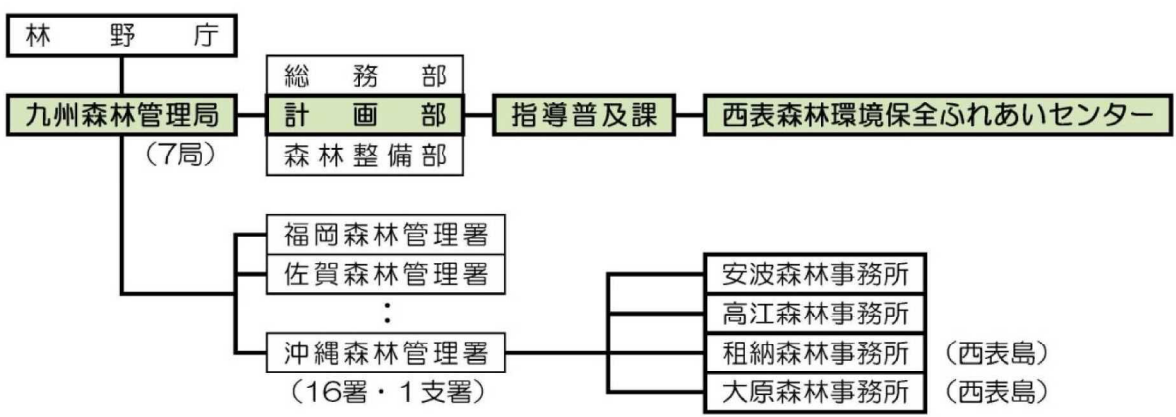 林野庁
総務部
九州森林管理局 計画部 指導普及課 西表森林環境保全ふれあいセンター
(7局) 森林整備部
福岡森林管理署
佐賀森林管理署 安波森林事務所
: 高江森林事務所
沖縄森林管理署 租納森林事務所 (西表島)
(16署・1支署) 大原森林事務所 (西表島)